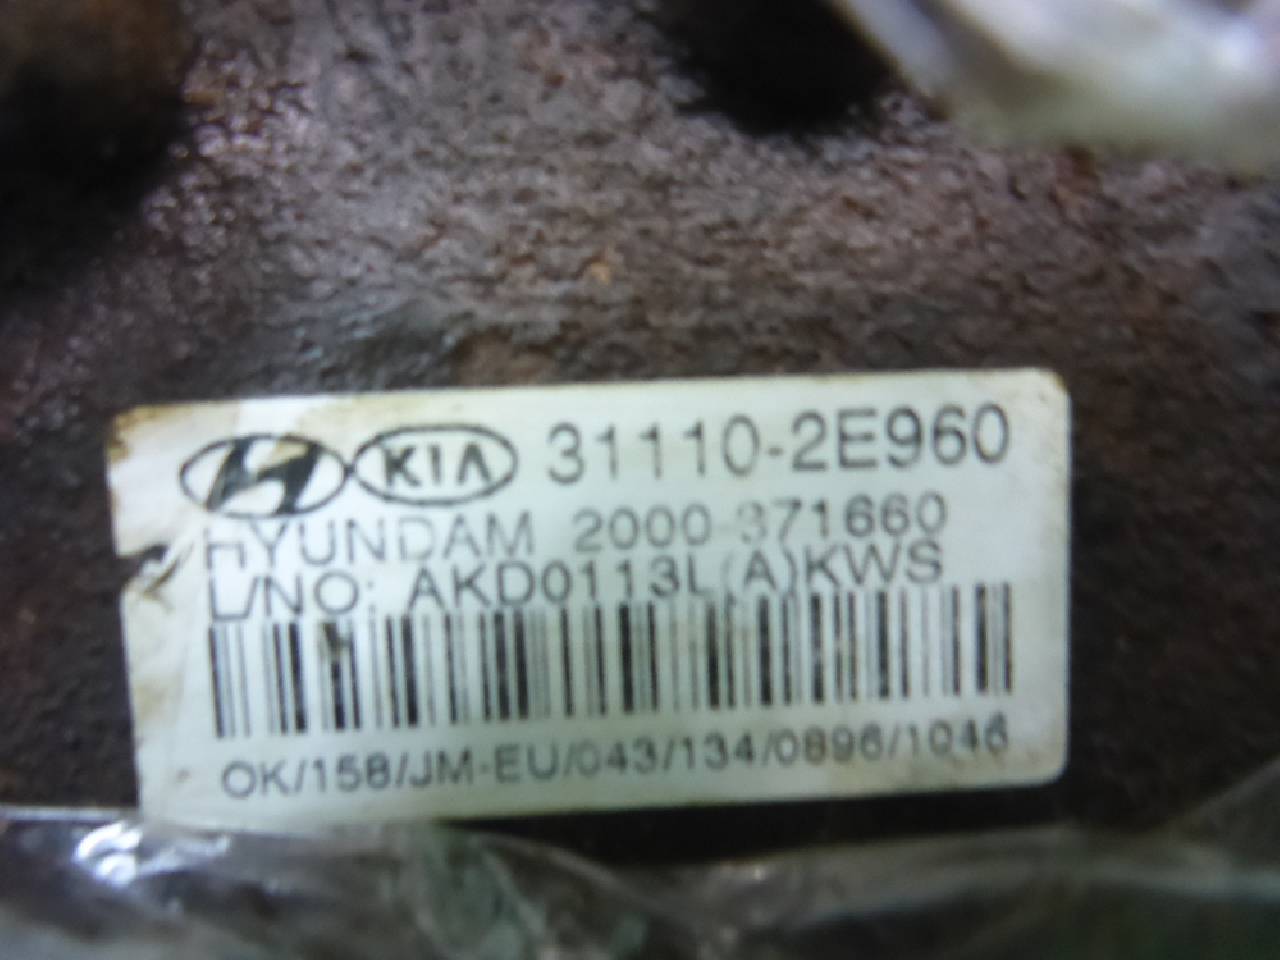 KIA 31110-2E960
HYUNDAM 2000-371660
L/NO: AKD0113L(A)KWS
OK/158/JM-EU/043/134/0896/1046